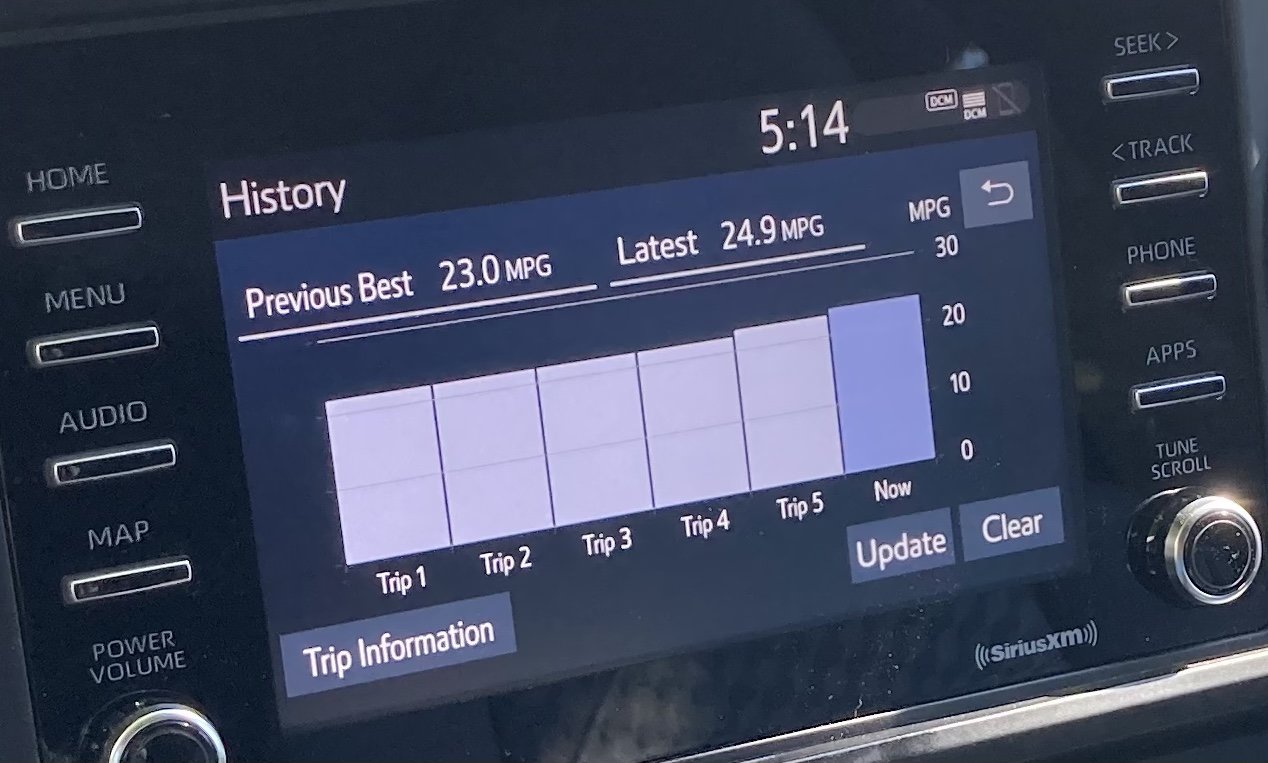 SEEK >
5:14
DCM
DCM
< TRACK
HOME
History
MPG
Previous Best 23.0 MPG
Latest 24.9 MPG
30
PHONE
MENU
20
APPS
10
AUDIO
0
TUNE
SCROLL
Trip 1
Trip 2
Trip 3
Trip 4
Trip 5
Now
MAP
Update
Clear
Trip Information
POWER
VOLUME
((SiriusXM))